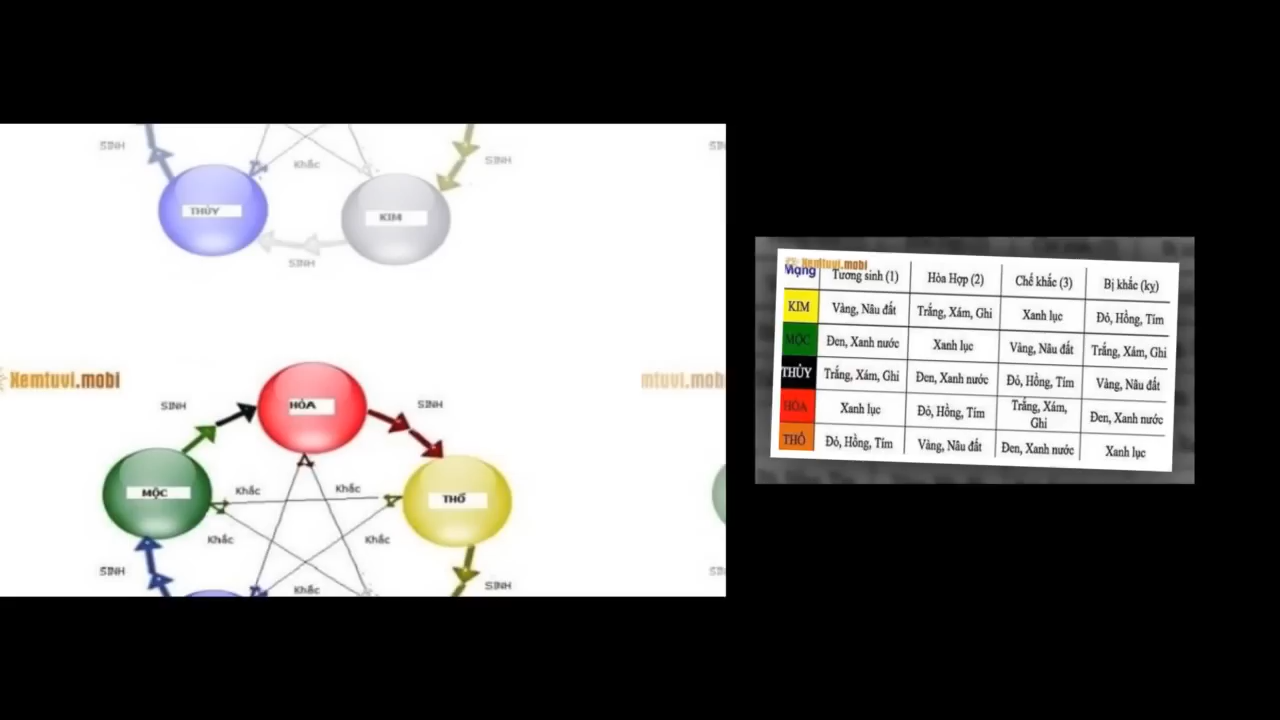 SINH
SINH
Khắc
THỦY
KIM
SINH
SINH
Xemtuvi.mobi
mtuvi.mobi
HỎA
SINH
SINH
MỘC
THỔ
Khắc
Khắc
Khắc
Khắc
SINH
SINH
SINH
Khắc
Xemtuvi.mobi
Mạng Tương sinh (1) Hòa Hợp (2) Chế khắc (3) Bị khắc (kỵ)
KIM Vàng, Nâu đất Trắng, Xám, Ghi Xanh lục Đỏ, Hồng, Tím
MỘC Đen, Xanh nước Xanh lục Vàng, Nâu đất Trắng, Xám, Ghi
THỦY Trắng, Xám, Ghi Đen, Xanh nước Đỏ, Hồng, Tím Vàng, Nâu đất
HỎA Xanh lục Đỏ, Hồng, Tím Trắng, Xám, Ghi Đen, Xanh nước
THỔ Đỏ, Hồng, Tím Vàng, Nâu đất Đen, Xanh nước Xanh lục